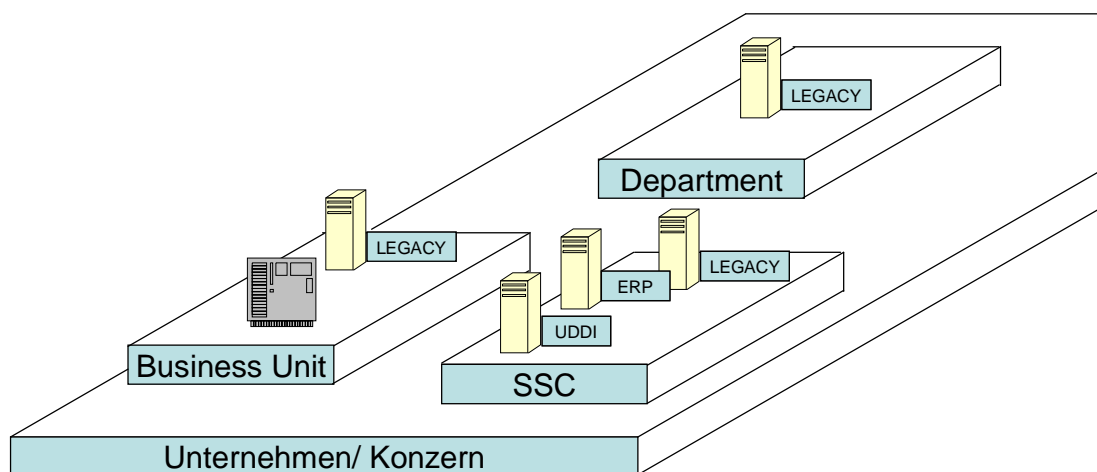 LEGACY
Department
LEGACY
LEGACY
ERP
UDDI
Business Unit
SSC
Unternehmen/ Konzern